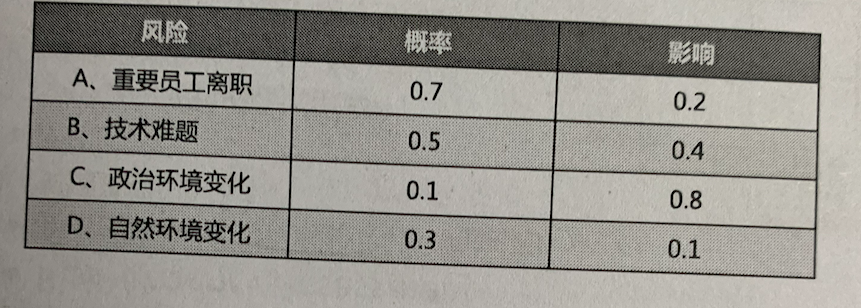 风险 概率 影响
A、重要员工离职 0.7 0.2
B、技术难题 0.5 0.4
C、政治环境变化 0.1 0.8
D、自然环境变化 0.3 0.1